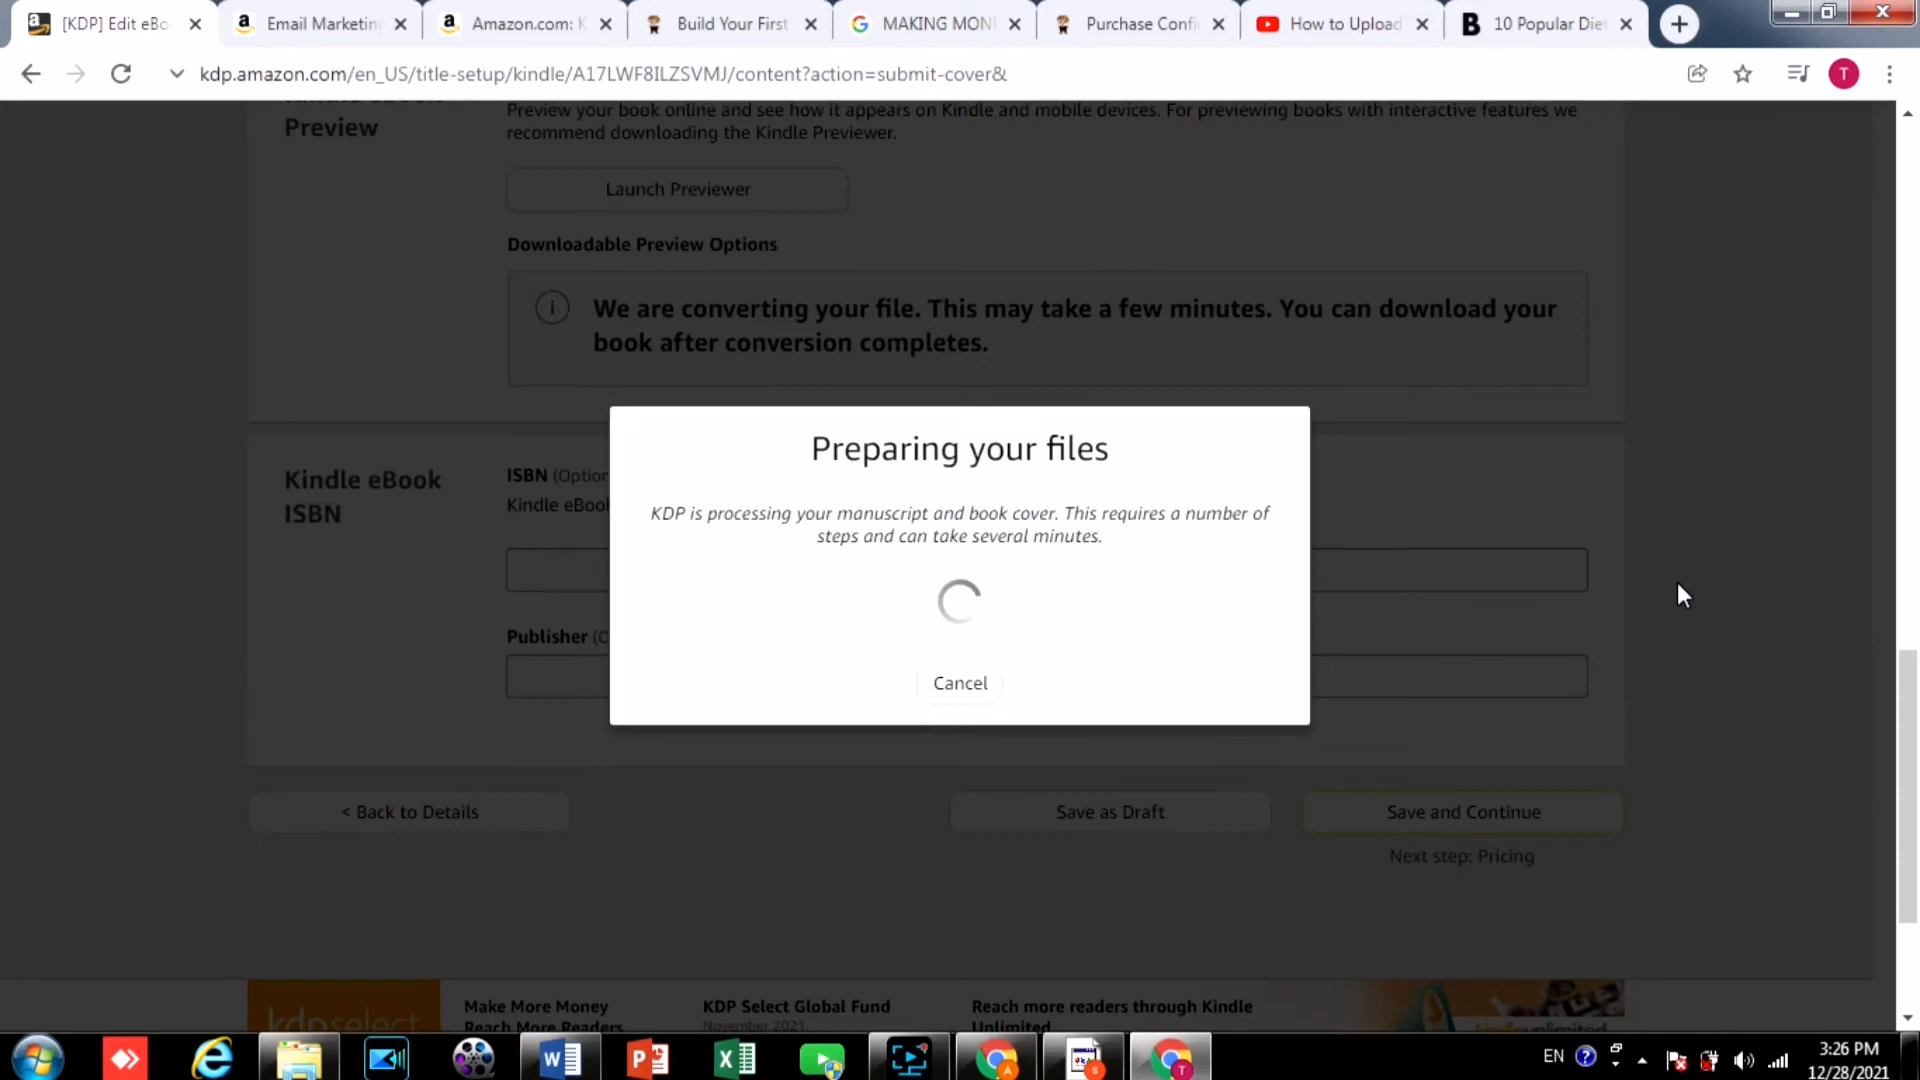 [KDP] Edit eBo
Email Marketing
Amazon.com: K
Build Your First
MAKING MON
Purchase Confi
How to Upload
10 Popular Die
kdp.amazon.com/en_US/title-setup/kindle/A17LWF8ILZSVMJ/content?action=submit-cover&
T
Preview
Preview your book online and see how it appears on Kindle and mobile devices. For previewing books with interactive features we
recommend downloading the Kindle Previewer.
Launch Previewer
Downloadable Preview Options
We are converting your file. This may take a few minutes. You can download your
book after conversion completes.
Preparing your files
KDP is processing your manuscript and book cover. This requires a number of
steps and can take several minutes.
Cancel
Kindle eBook
ISBN
ISBN (Option
Kindle eBook
Publisher (O
< Back to Details
Save as Draft
Save and Continue
Next step: Pricing
kdpselect
Make More Money
Reach More Readers
KDP Select Global Fund
November 2021
Reach more readers through Kindle
Unlimited
kindleunlimited
EN
3:26 PM
12/28/2021